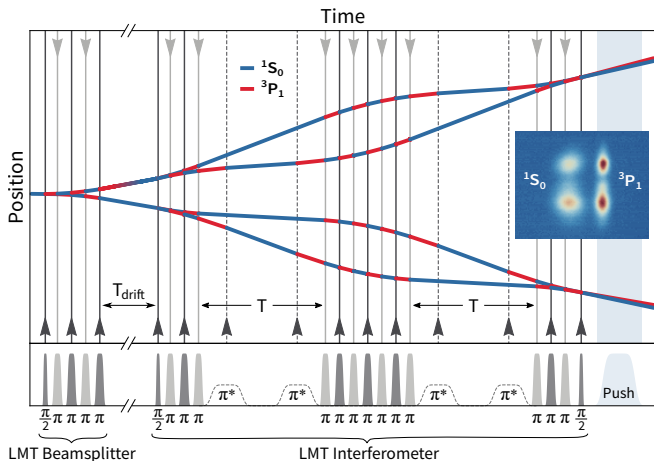 Time
Position
¹S₀
³P₁
¹S₀
³P₁
T_drift
T
T
π/2 π π π π
π/2 π π π π* π* π π π π π π π π* π* π π π π/2
Push
LMT Beamsplitter
LMT Interferometer